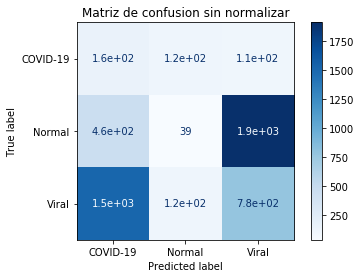 Matriz de confusion sin normalizar
COVID-19 1.6e+02 1.2e+02 1.1e+02
Normal 4.6e+02 39 1.9e+03
Viral 1.5e+03 1.2e+02 7.8e+02
COVID-19 Normal Viral
Predicted label
True label
1750
1500
1250
1000
750
500
250